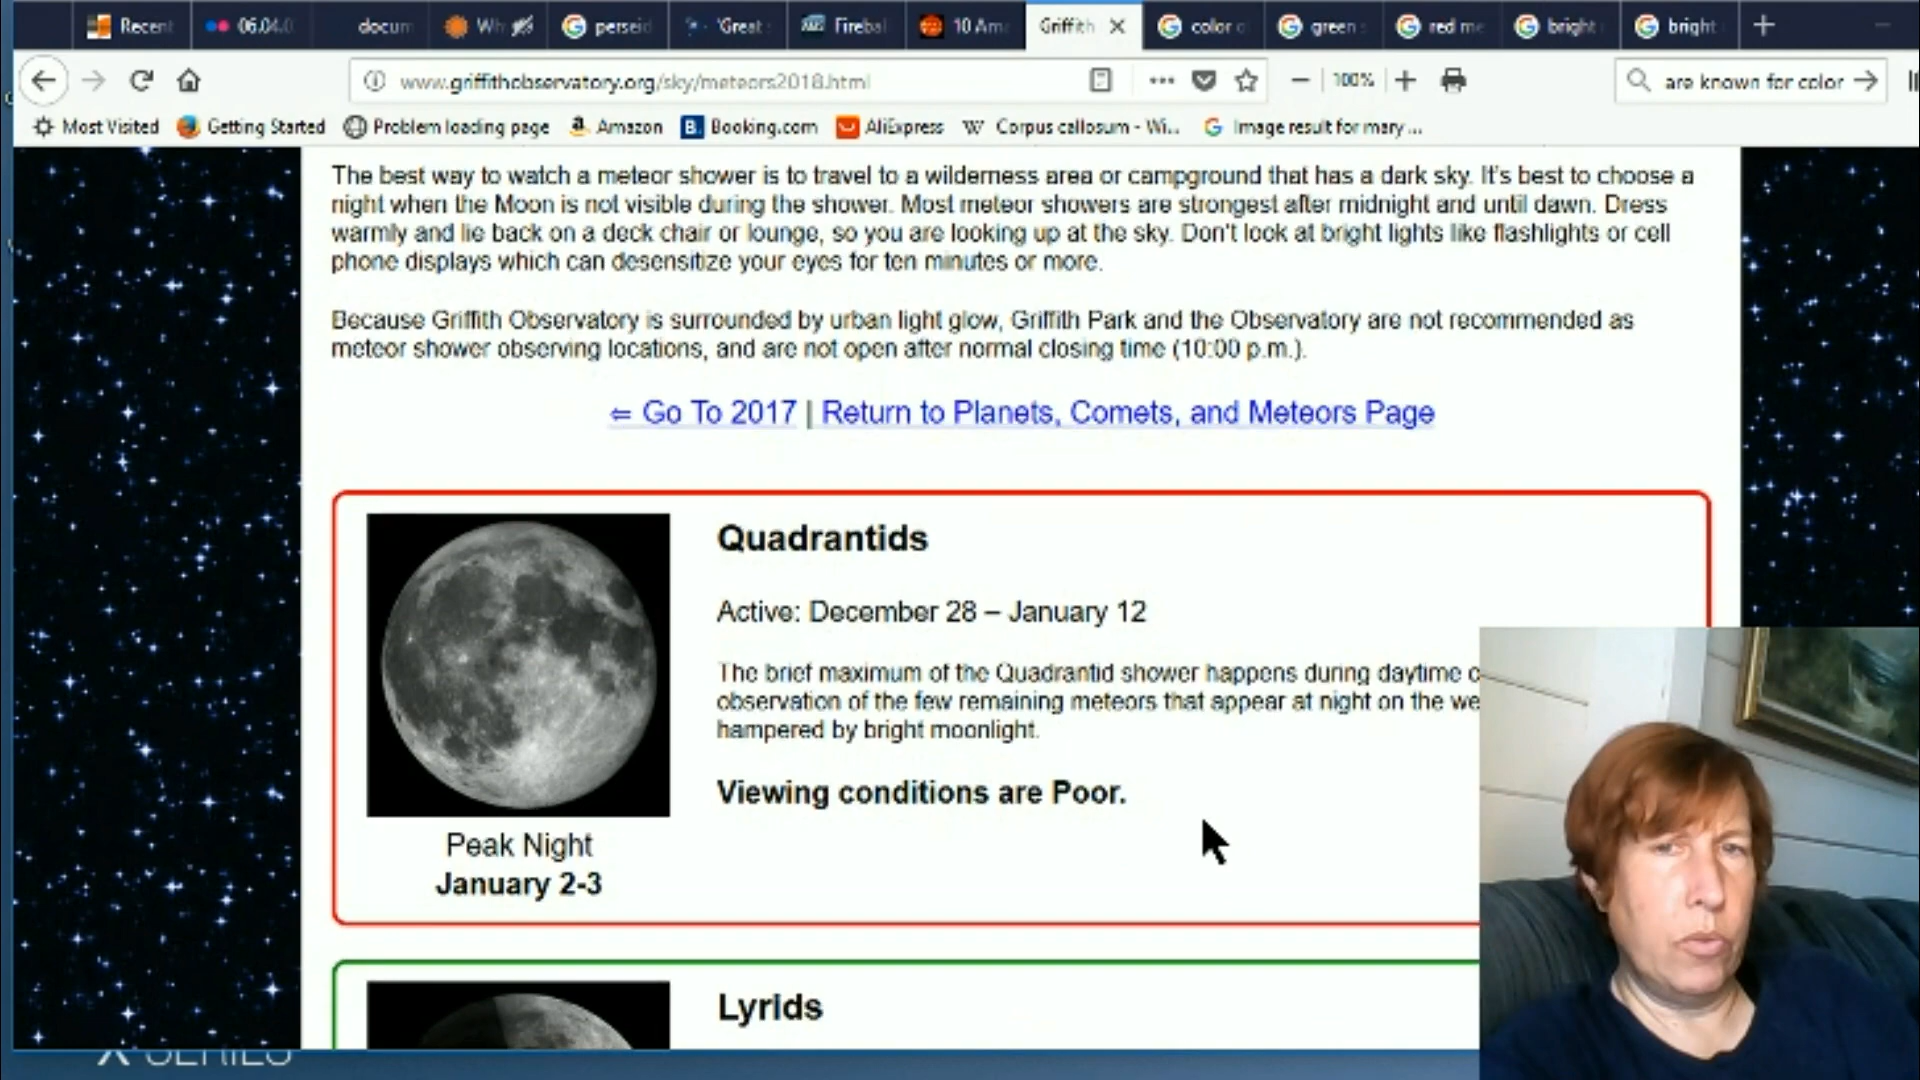 Recent
06.04.0
docum
Wh
perseid
'Great
Firebal
10 Am
Griffith
color o
green
red me
bright
bright
www.griffithobservatory.org/sky/meteors2018.html
100%
are known for color
Most Visited
Getting Started
Problem loading page
Amazon
Booking.com
AliExpress
Corpus callosum - Wi...
Image result for mary ...
The best way to watch a meteor shower is to travel to a wilderness area or campground that has a dark sky. It's best to choose a
night when the Moon is not visible during the shower. Most meteor showers are strongest after midnight and until dawn. Dress
warmly and lie back on a deck chair or lounge, so you are looking up at the sky. Don't look at bright lights like flashlights or cell
phone displays which can desensitize your eyes for ten minutes or more.
Because Griffith Observatory is surrounded by urban light glow, Griffith Park and the Observatory are not recommended as
meteor shower observing locations, and are not open after normal closing time (10:00 p.m.).
⇐ Go To 2017 | Return to Planets, Comets, and Meteors Page
Quadrantids
Active: December 28 – January 12
The brief maximum of the Quadrantid shower happens during daytime
observation of the few remaining meteors that appear at night on the we
hampered by bright moonlight.
Viewing conditions are Poor.
Peak Night
January 2-3
Lyrids